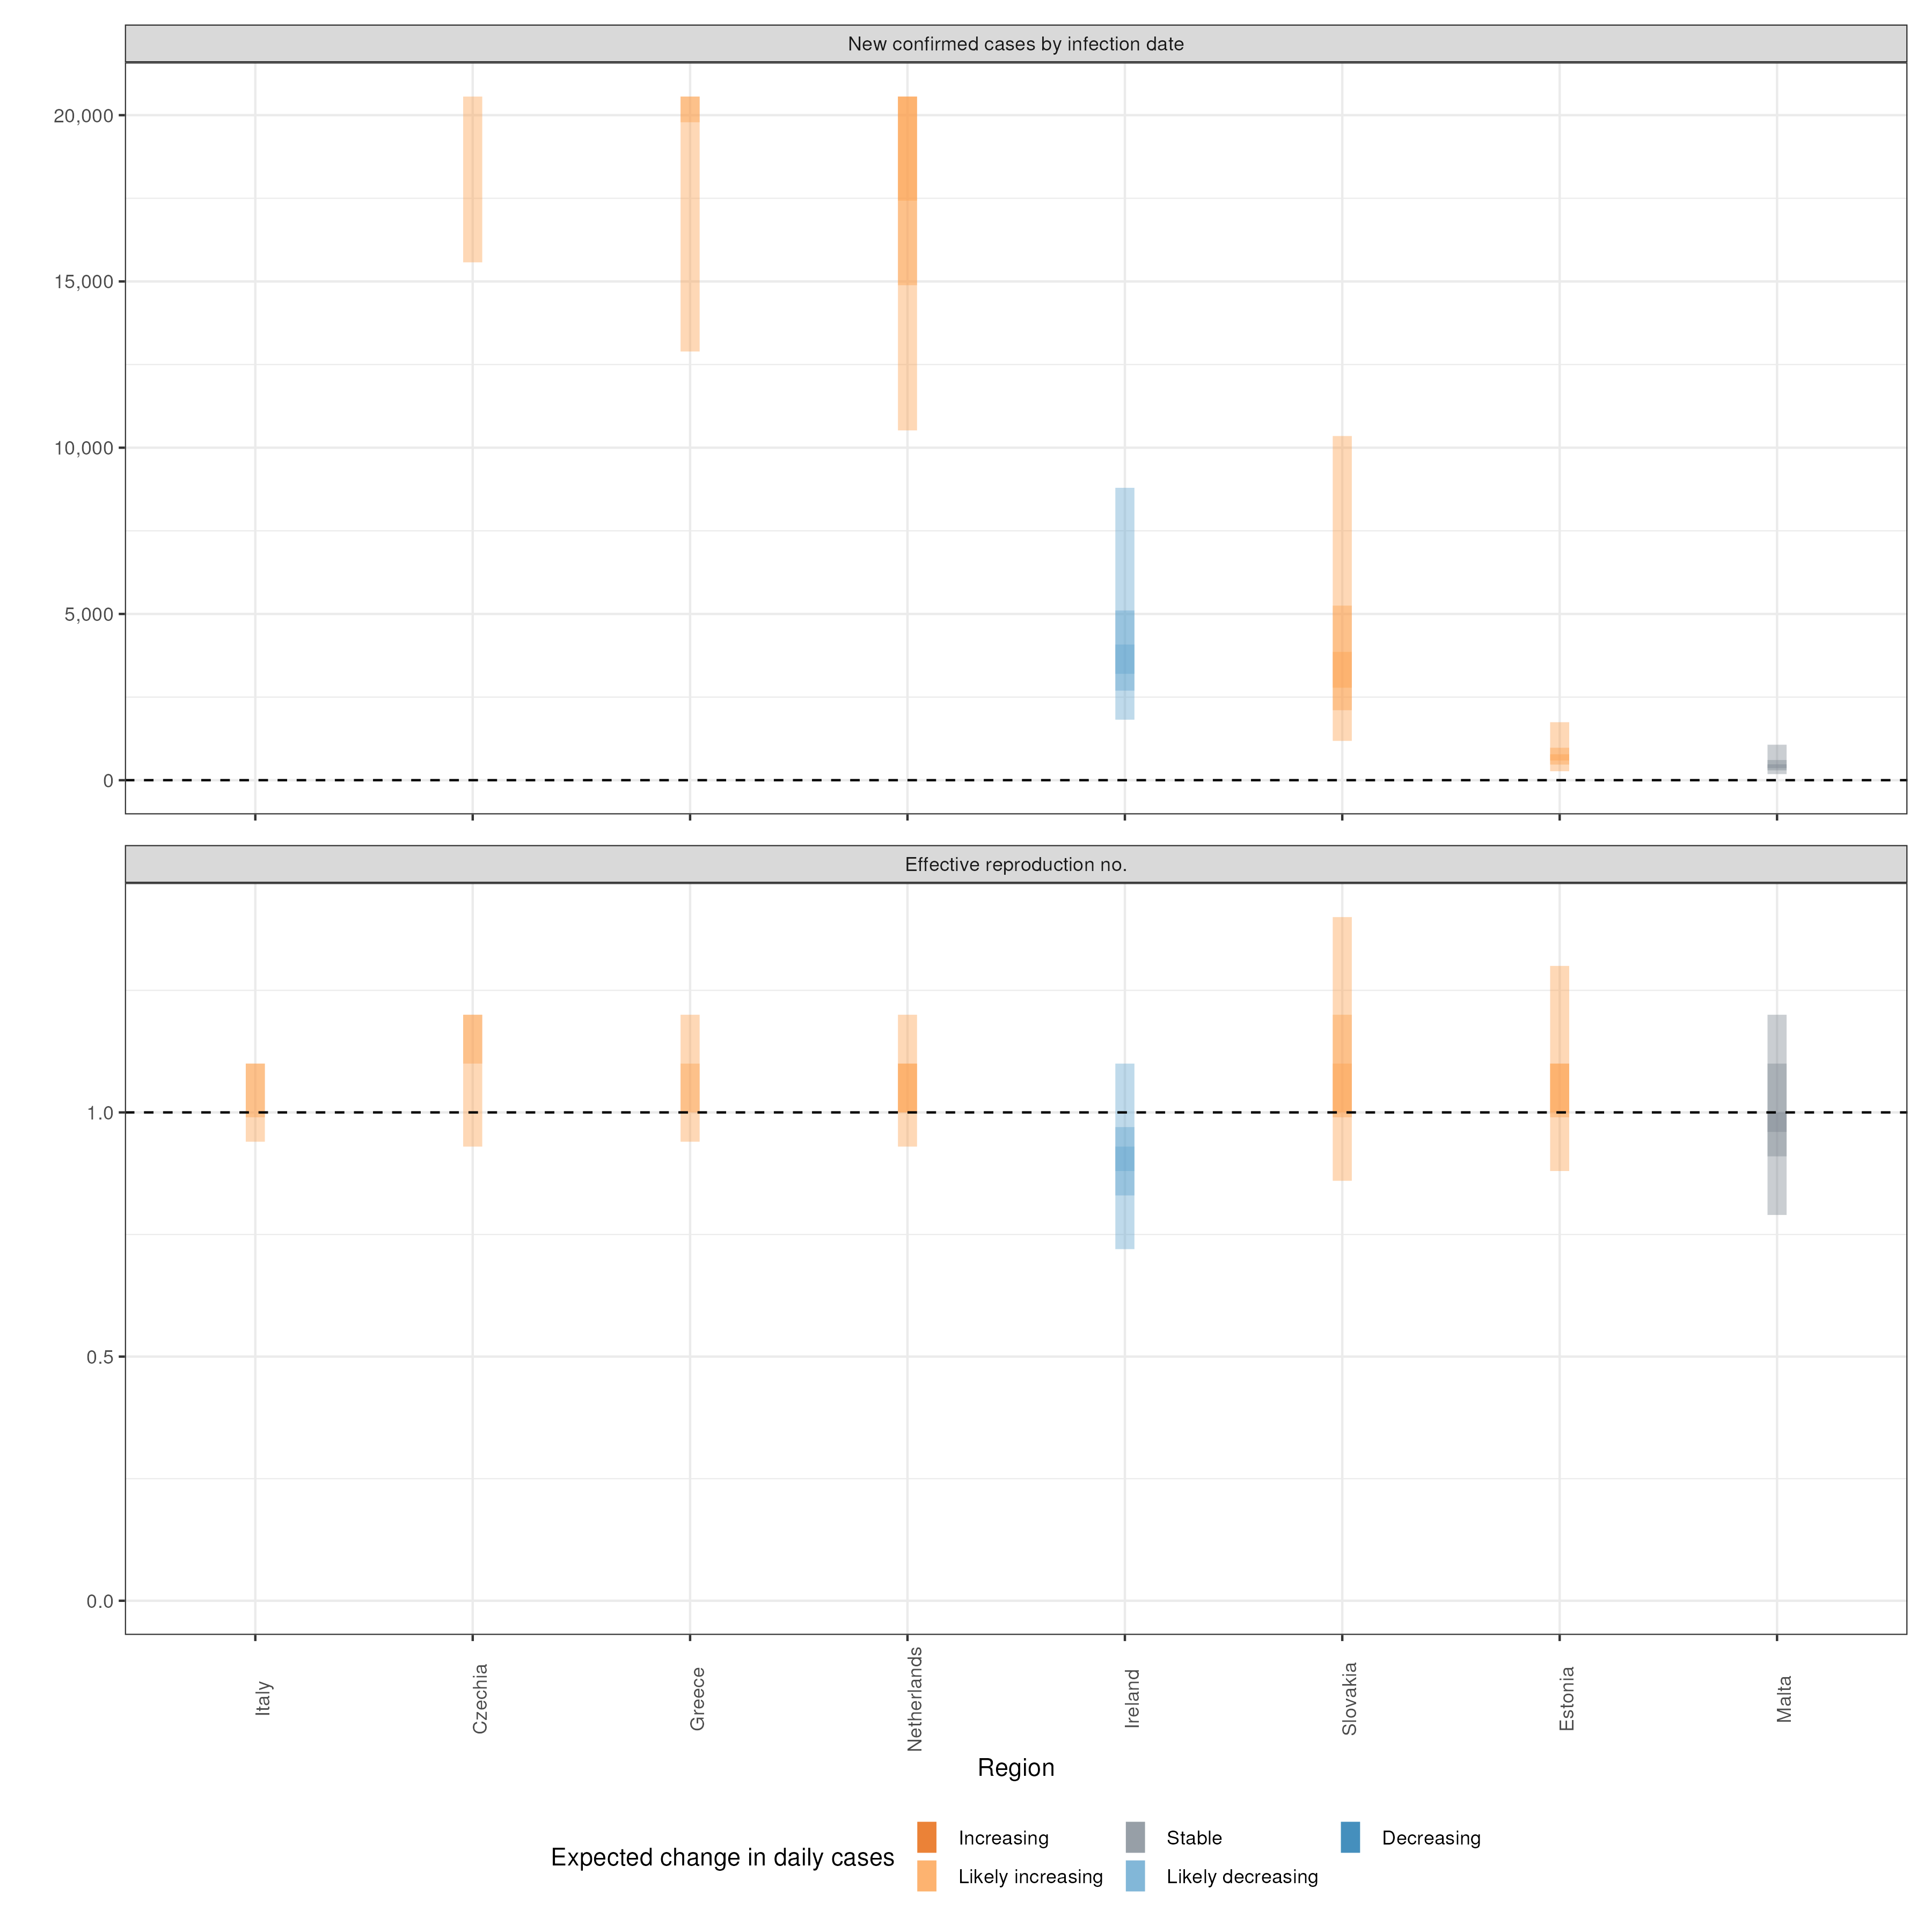 New confirmed cases by infection date
20,000
15,000
10,000
5,000
0
Effective reproduction no.
1.0
0.5
0.0
Italy
Czechia
Greece
Netherlands
Ireland
Slovakia
Estonia
Malta
Region
Expected change in daily cases
Increasing
Stable
Decreasing
Likely increasing
Likely decreasing